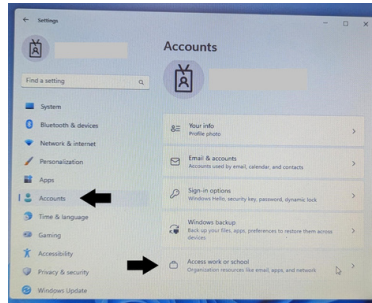 Settings
Accounts
Find a setting
System
Bluetooth & devices
Network & internet
Personalization
Apps
Accounts
Time & language
Gaming
Accessibility
Privacy & security
Windows Update
Your info
Profile photo
Email & accounts
Accounts used by email, calendar, and contacts
Sign-in options
Windows Hello, security key, password, dynamic lock
Windows backup
Back up your files, apps, preferences to restore them across
devices
Access work or school
Organization resources like email, apps, and network